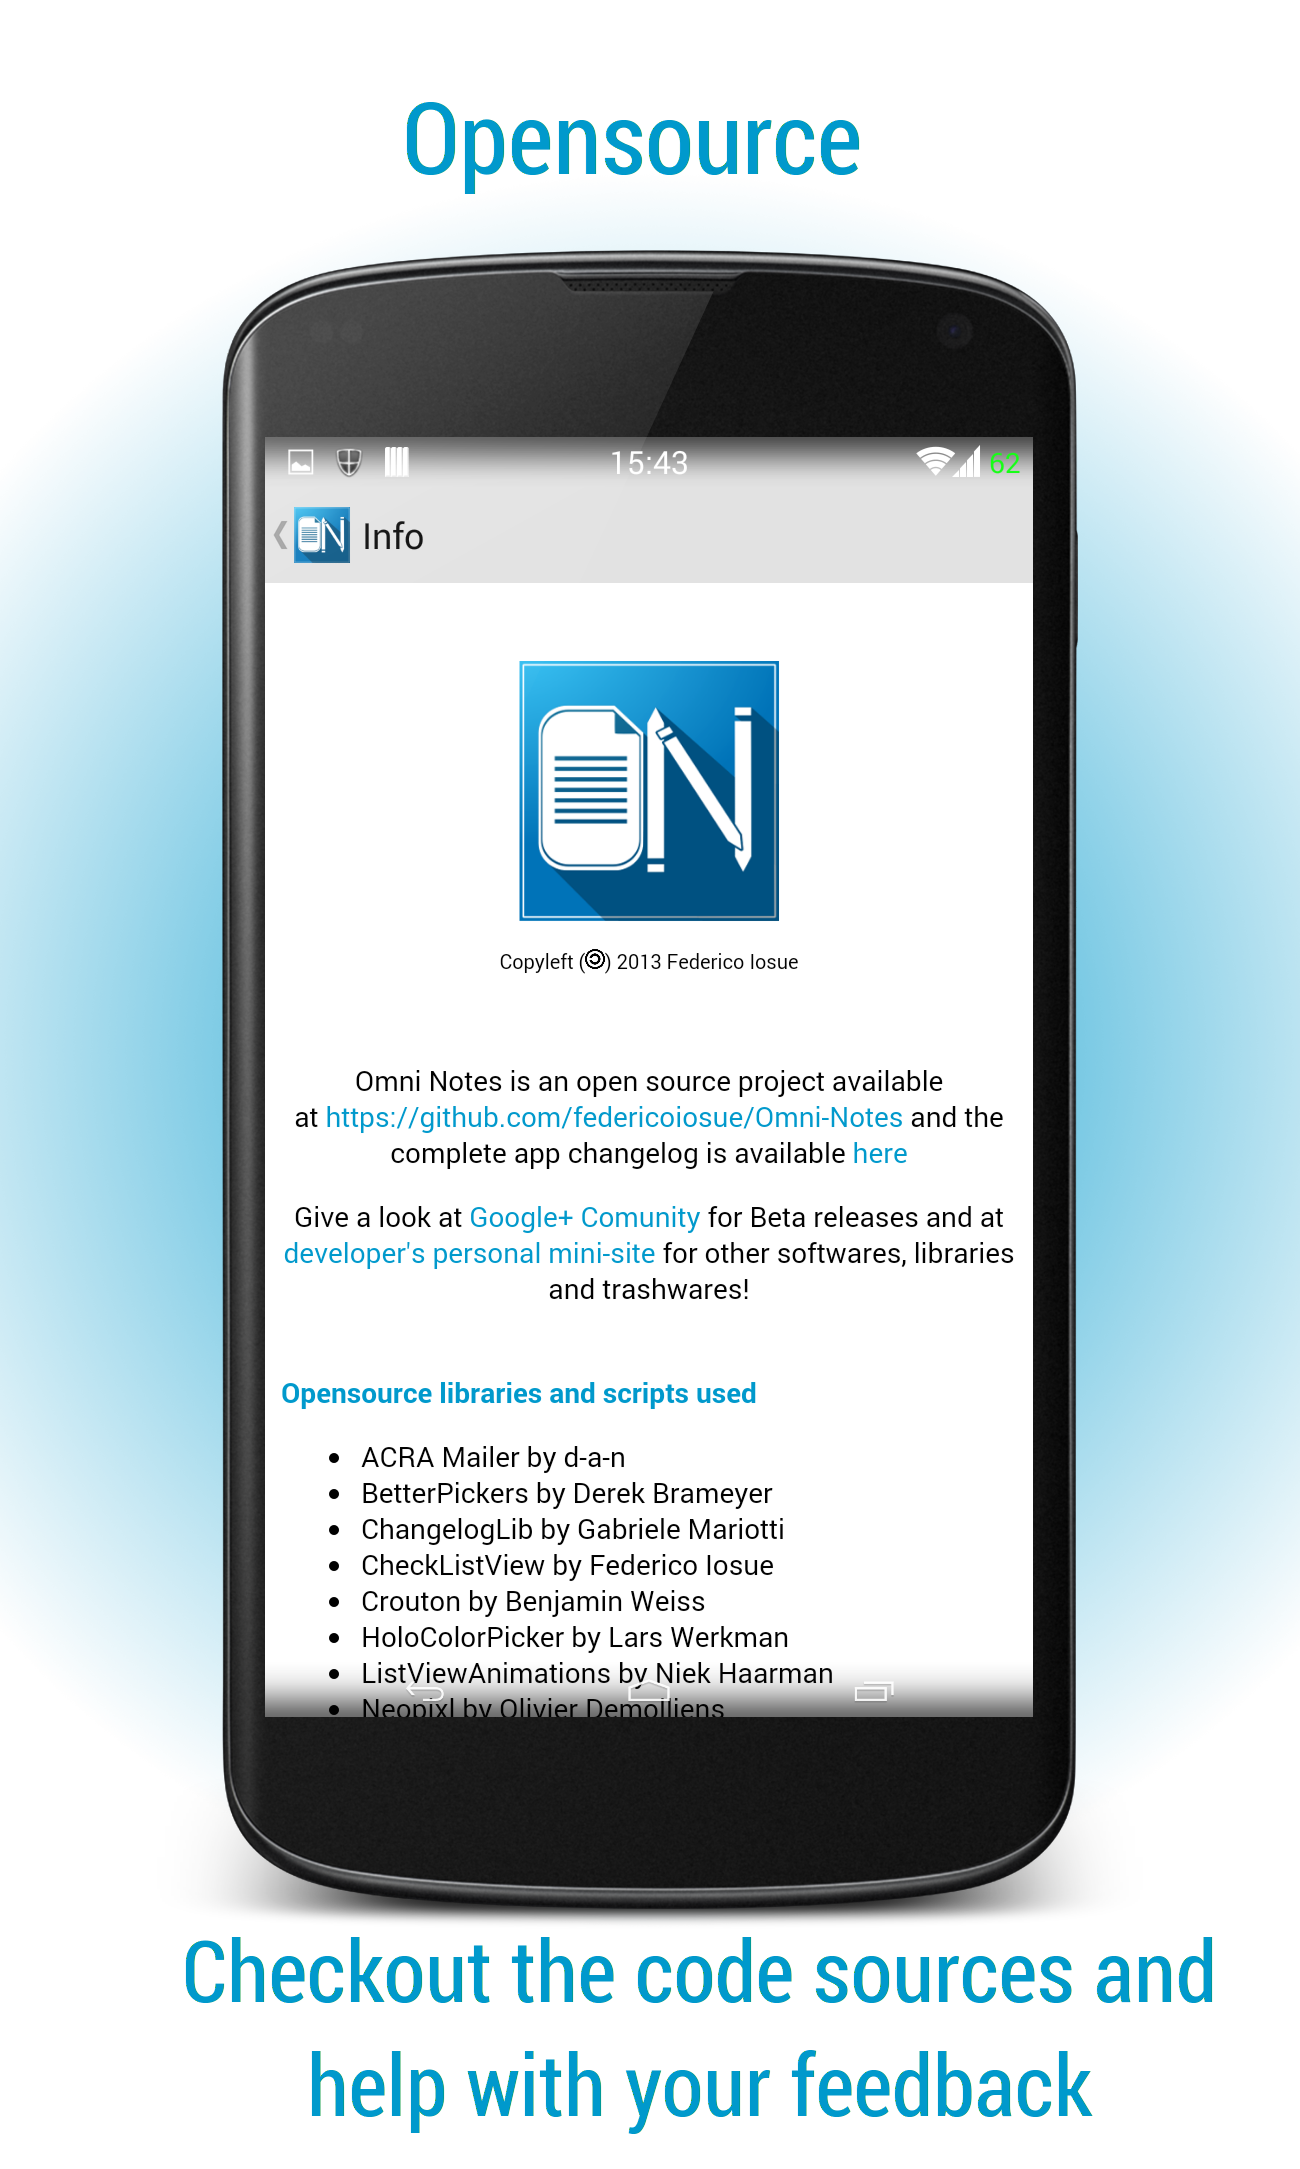 Opensource
15:43
62
Info
Copyleft (🄯) 2013 Federico Iosue
Omni Notes is an open source project available
at https://github.com/federicoiosue/Omni-Notes and the
complete app changelog is available here
Give a look at Google+ Comunity for Beta releases and at
developer's personal mini-site for other softwares, libraries
and trashwares!
Opensource libraries and scripts used
• ACRA Mailer by d-a-n
• BetterPickers by Derek Brameyer
• ChangelogLib by Gabriele Mariotti
• CheckListView by Federico Iosue
• Crouton by Benjamin Weiss
• HoloColorPicker by Lars Werkman
• ListViewAnimations by Niek Haarman
• Neopixl by Olivier Demolliens
Checkout the code sources and
help with your feedback